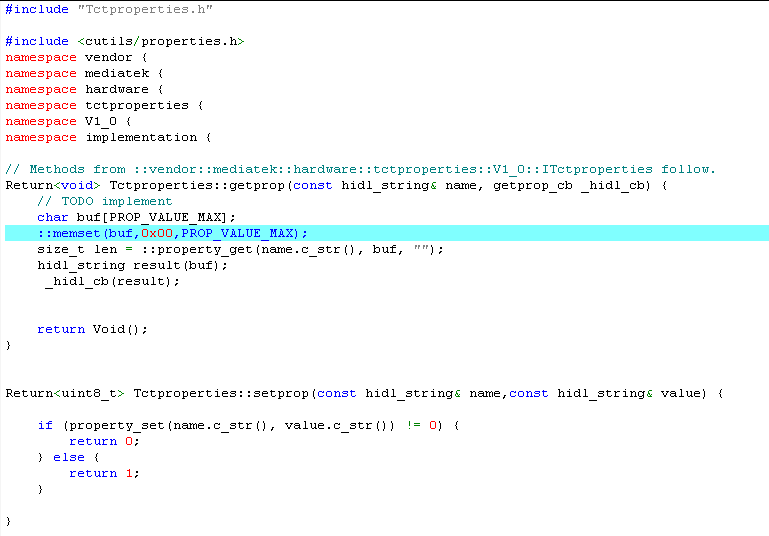 #include "Tctproperties.h"
#include <cutils/properties.h>
namespace vendor {
namespace mediatek {
namespace hardware {
namespace tctproperties {
namespace V1_0 {
namespace implementation {
// Methods from ::vendor::mediatek::hardware::tctproperties::V1_0::ITctproperties follow.
Return<void> Tctproperties::getprop(const hidl_string& name, getprop_cb _hidl_cb) {
    // TODO implement
    char buf[PROP_VALUE_MAX];
    ::memset(buf,0x00,PROP_VALUE_MAX);
    size_t len = ::property_get(name.c_str(), buf, "");
    hidl_string result(buf);
     _hidl_cb(result);
    return Void();
}
Return<uint8_t> Tctproperties::setprop(const hidl_string& name,const hidl_string& value) {
    if (property_set(name.c_str(), value.c_str()) != 0) {
        return 0;
    } else {
        return 1;
    }
}